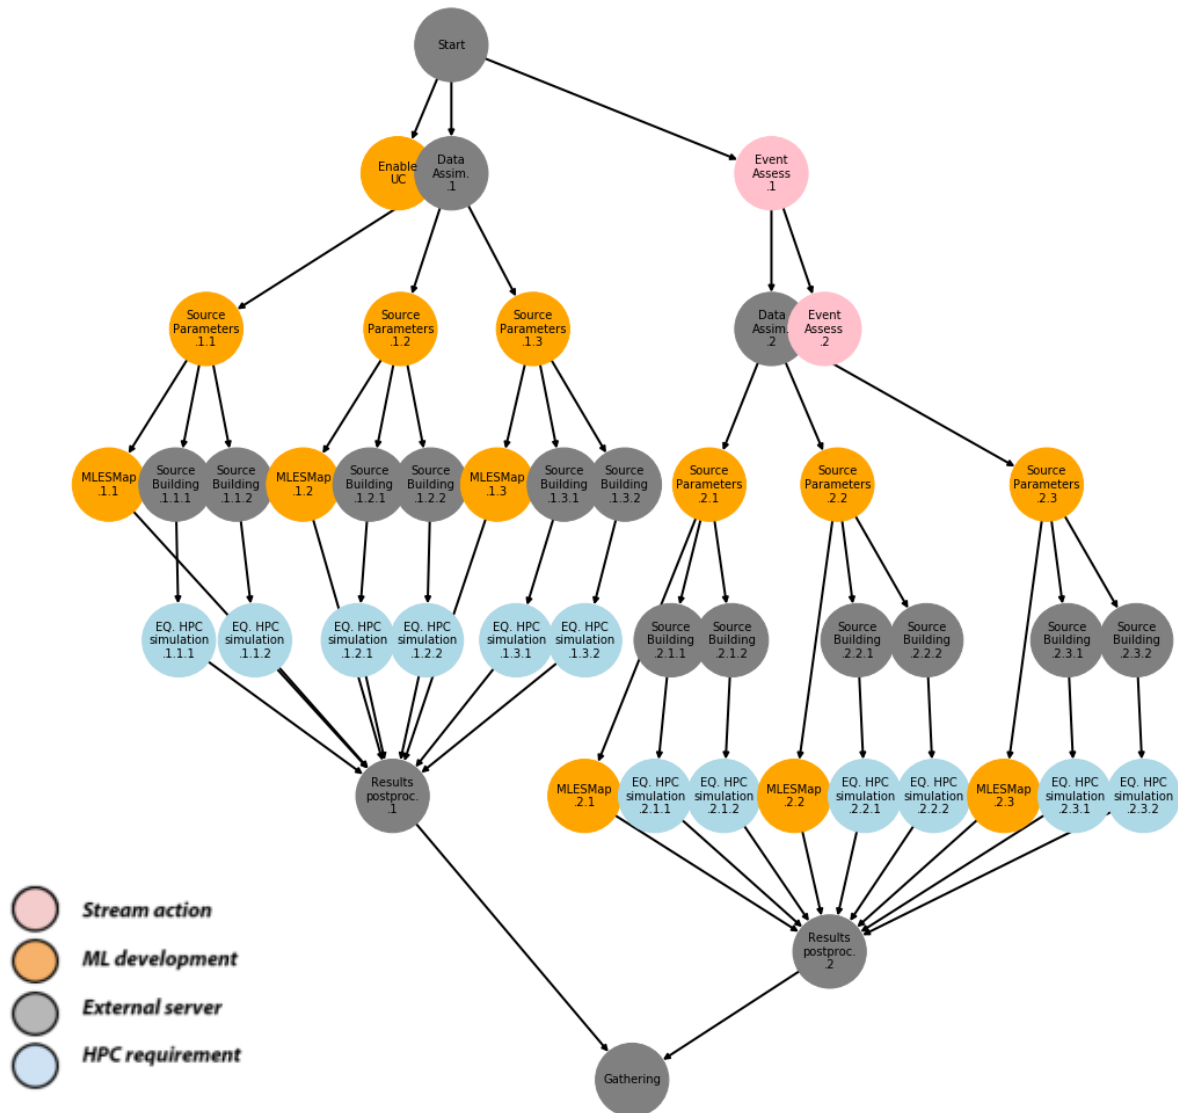 Start
Enable
UC
Data
Assim.
.1
Event
Assess
.1
Source
Parameters
.1.1
Source
Parameters
.1.2
Source
Parameters
.1.3
Data
Assim.
.2
Event
Assess
.2
MLESMap
.1.1
Source
Building
.1.1.1
Source
Building
.1.1.2
MLESMap
.1.2
Source
Building
.1.2.1
Source
Building
.1.2.2
MLESMap
.1.3
Source
Building
.1.3.1
Source
Building
.1.3.2
Source
Parameters
.2.1
Source
Parameters
.2.2
Source
Parameters
.2.3
EQ. HPC
simulation
.1.1.1
EQ. HPC
simulation
.1.1.2
EQ. HPC
simulation
.1.2.1
EQ. HPC
simulation
.1.2.2
EQ. HPC
simulation
.1.3.1
EQ. HPC
simulation
.1.3.2
Source
Building
.2.1.1
Source
Building
.2.1.2
Source
Building
.2.2.1
Source
Building
.2.2.2
Source
Building
.2.3.1
Source
Building
.2.3.2
Results
postproc.
.1
MLESMap
.2.1
EQ. HPC
simulation
.2.1.1
EQ. HPC
simulation
.2.1.2
MLESMap
.2.2
EQ. HPC
simulation
.2.2.1
EQ. HPC
simulation
.2.2.2
MLESMap
.2.3
EQ. HPC
simulation
.2.3.1
EQ. HPC
simulation
.2.3.2
Results
postproc.
.2
Gathering
Stream action
ML development
External server
HPC requirement